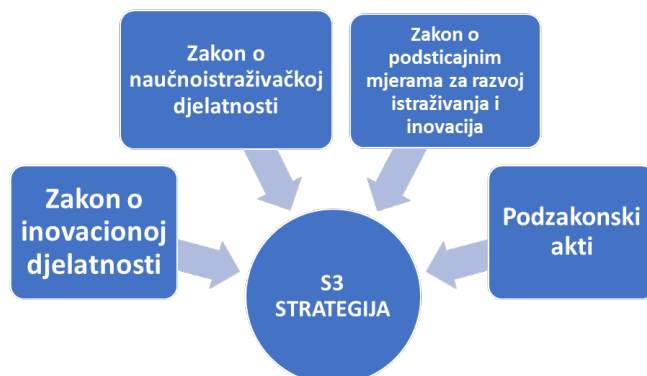 Zakon o
inovacionoj
djelatnosti
Zakon o
naučnoistraživačkoj
djelatnosti
Zakon o
podsticajnim
mjerama za razvoj
istraživanja i
inovacija
Podzakonski
akti
S3
STRATEGIJA